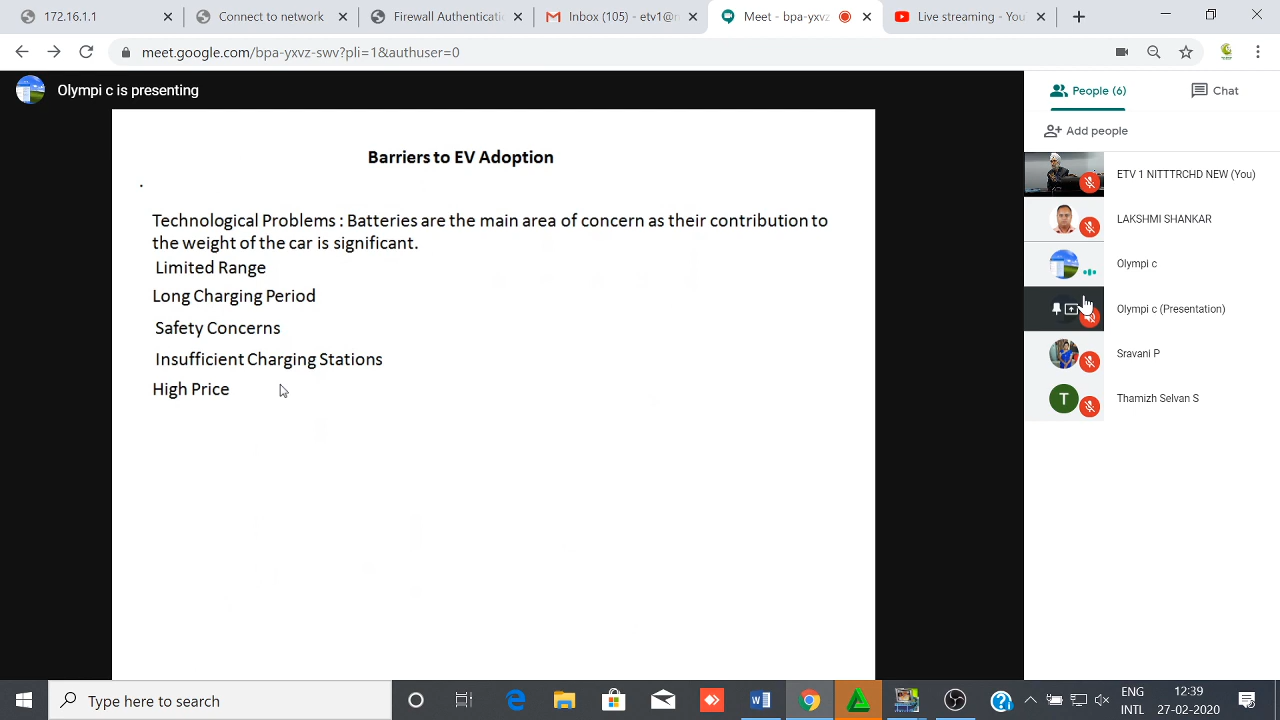 172.16.1.1
Connect to network
Firewall Authenticati
Inbox (105) - etv1@n
Meet - bpa-yxvz
Live streaming - You
meet.google.com/bpa-yxvz-swv?pli=1&authuser=0
Olympi c is presenting
People (6)
Chat
Add people
Barriers to EV Adoption
.
Technological Problems : Batteries are the main area of concern as their contribution to
the weight of the car is significant.
Limited Range
Long Charging Period
Safety Concerns
Insufficient Charging Stations
High Price
ETV 1 NITTTRCHD NEW (You)
LAKSHMI SHANKAR
Olympi c
Olympi c (Presentation)
Sravani P
T
Thamizh Selvan S
Type here to search
ENG
INTL
12:39
27-02-2020